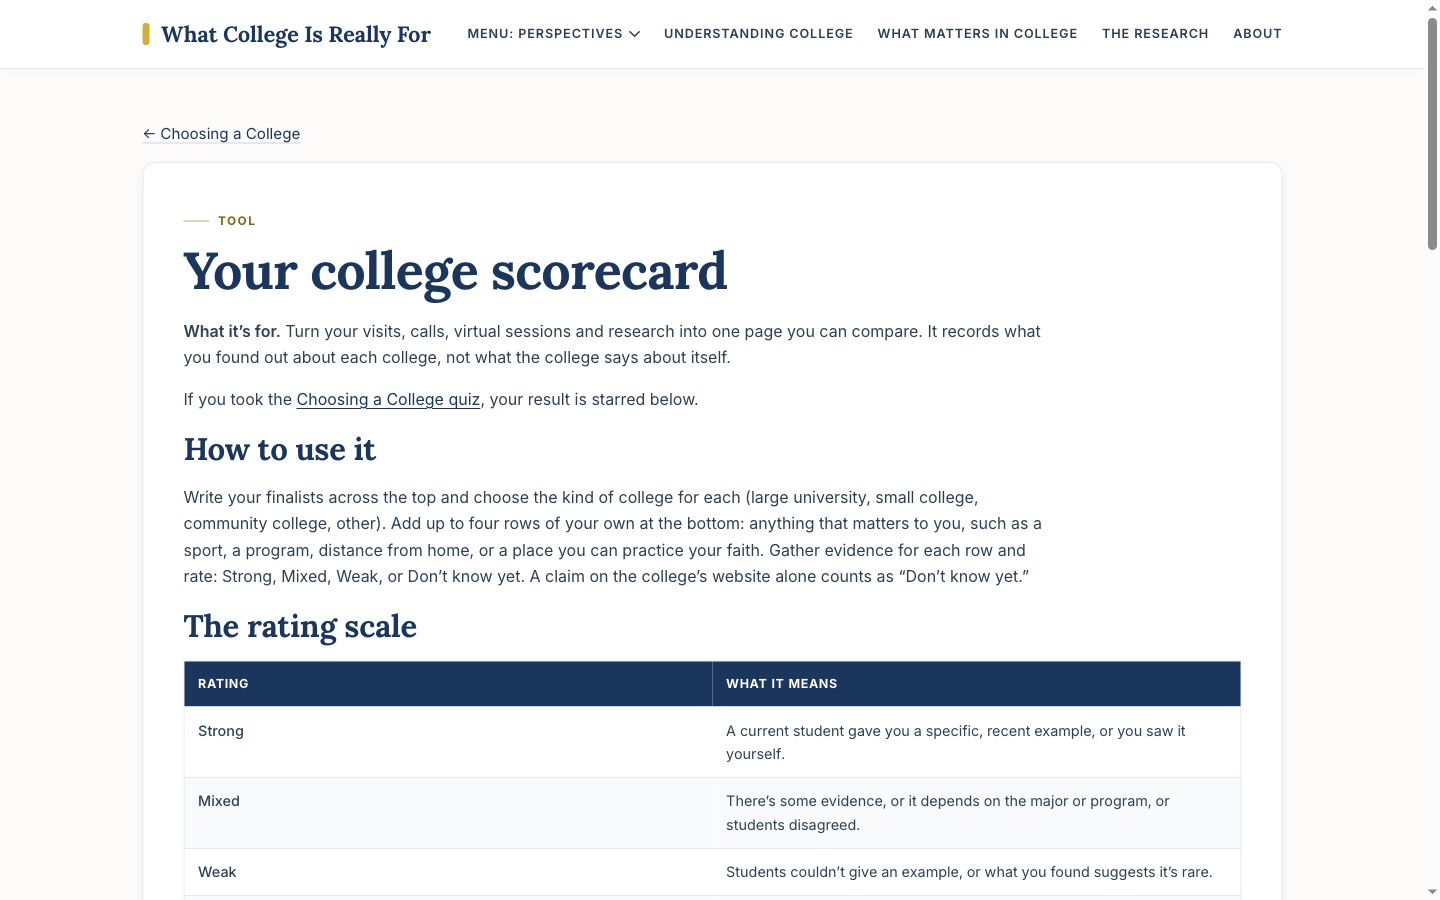 What College Is Really For
MENU: PERSPECTIVES
UNDERSTANDING COLLEGE
WHAT MATTERS IN COLLEGE
THE RESEARCH
ABOUT
← Choosing a College
TOOL
Your college scorecard
What it’s for. Turn your visits, calls, virtual sessions and research into one page you can compare. It records what
you found out about each college, not what the college says about itself.
If you took the Choosing a College quiz, your result is starred below.
How to use it
Write your finalists across the top and choose the kind of college for each (large university, small college,
community college, other). Add up to four rows of your own at the bottom: anything that matters to you, such as a
sport, a program, distance from home, or a place you can practice your faith. Gather evidence for each row and
rate: Strong, Mixed, Weak, or Don’t know yet. A claim on the college’s website alone counts as “Don’t know yet.”
The rating scale
RATING
WHAT IT MEANS
Strong
A current student gave you a specific, recent example, or you saw it
yourself.
Mixed
There’s some evidence, or it depends on the major or program, or
students disagreed.
Weak
Students couldn’t give an example, or what you found suggests it’s rare.